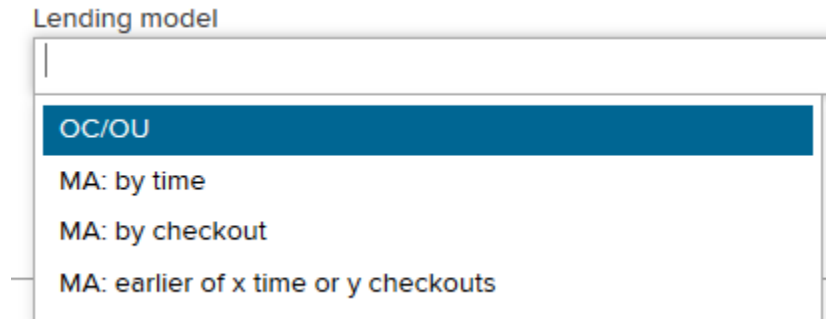 Lending model
OC/OU
MA: by time
MA: by checkout
MA: earlier of x time or y checkouts